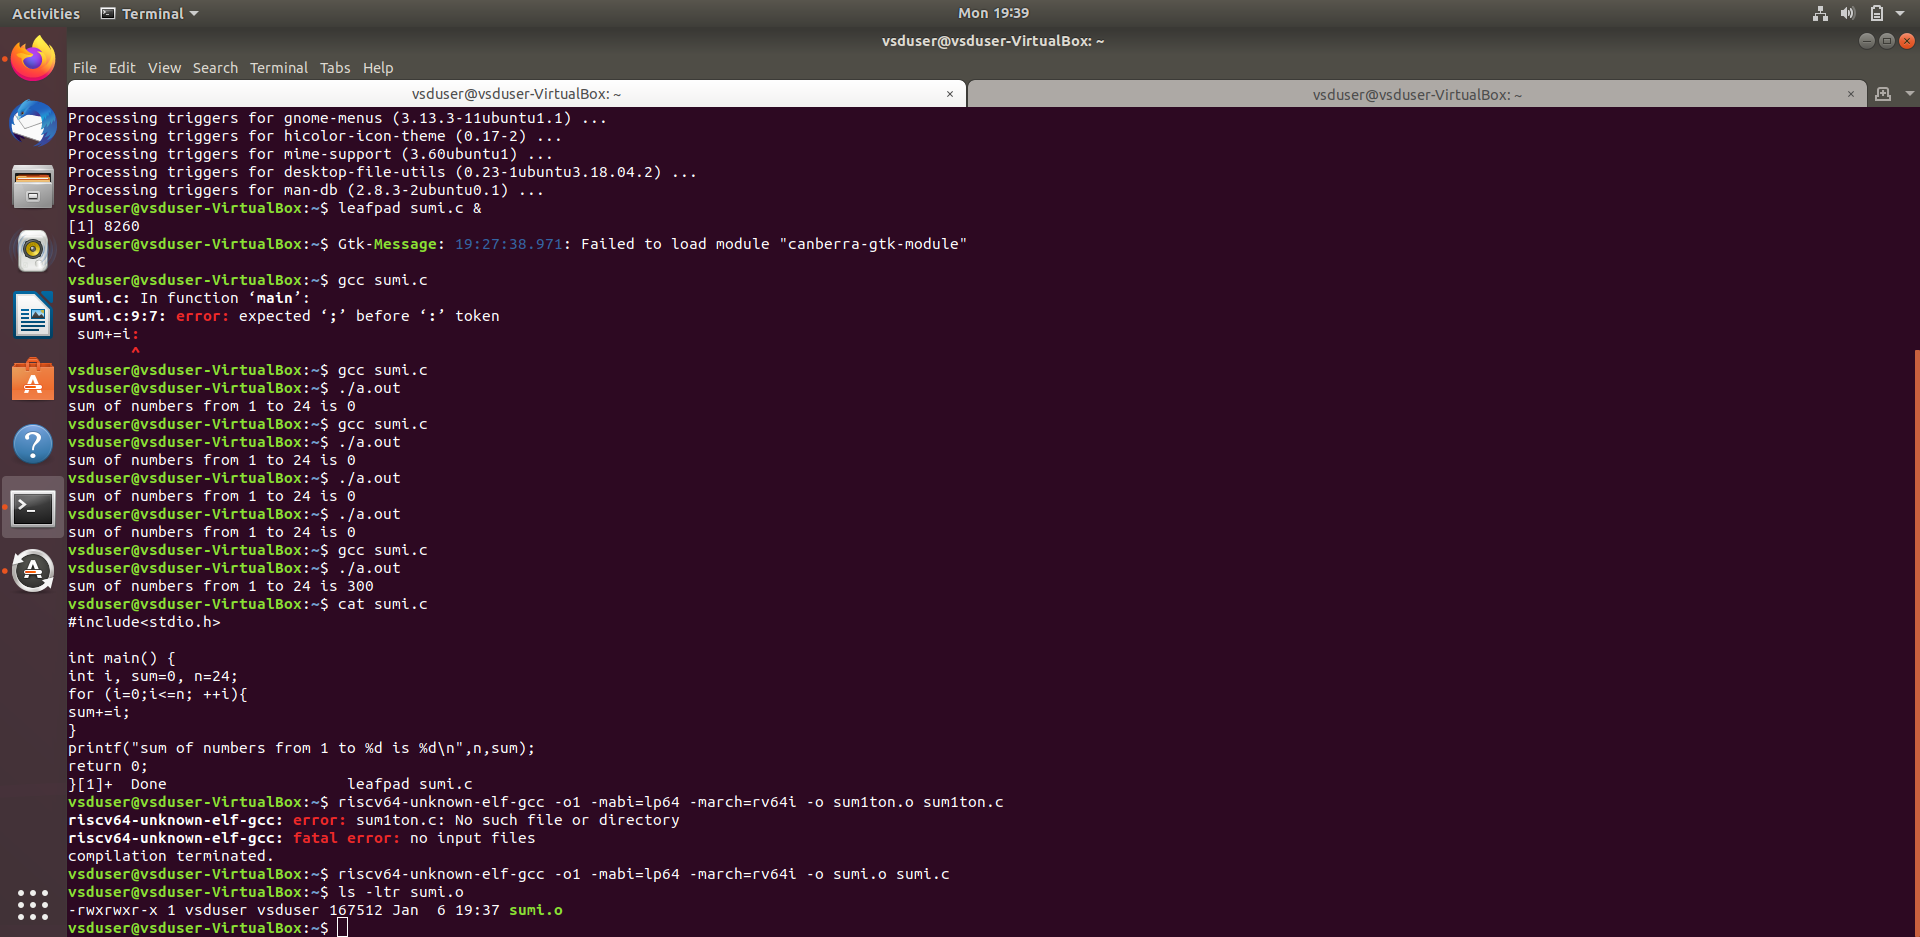 Activities Terminal Mon 19:39
vsduser@vsduser-VirtualBox: ~
File Edit View Search Terminal Tabs Help
vsduser@vsduser-VirtualBox: ~ × vsduser@vsduser-VirtualBox: ~ ×
Processing triggers for gnome-menus (3.13.3-11ubuntu1.1) ...
Processing triggers for hicolor-icon-theme (0.17-2) ...
Processing triggers for mime-support (3.60ubuntu1) ...
Processing triggers for desktop-file-utils (0.23-1ubuntu3.18.04.2) ...
Processing triggers for man-db (2.8.3-2ubuntu0.1) ...
vsduser@vsduser-VirtualBox:~$ leafpad sumi.c &
[1] 8260
vsduser@vsduser-VirtualBox:~$ Gtk-Message: 19:27:38.971: Failed to load module "canberra-gtk-module"
^C
vsduser@vsduser-VirtualBox:~$ gcc sumi.c
sumi.c: In function ‘main’:
sumi.c:9:7: error: expected ‘;’ before ‘:’ token
 sum+=i:
       ^
vsduser@vsduser-VirtualBox:~$ gcc sumi.c
vsduser@vsduser-VirtualBox:~$ ./a.out
sum of numbers from 1 to 24 is 0
vsduser@vsduser-VirtualBox:~$ gcc sumi.c
vsduser@vsduser-VirtualBox:~$ ./a.out
sum of numbers from 1 to 24 is 0
vsduser@vsduser-VirtualBox:~$ ./a.out
sum of numbers from 1 to 24 is 0
vsduser@vsduser-VirtualBox:~$ ./a.out
sum of numbers from 1 to 24 is 0
vsduser@vsduser-VirtualBox:~$ gcc sumi.c
vsduser@vsduser-VirtualBox:~$ ./a.out
sum of numbers from 1 to 24 is 300
vsduser@vsduser-VirtualBox:~$ cat sumi.c
#include<stdio.h>

int main() {
int i, sum=0, n=24;
for (i=0;i<=n; ++i){
sum+=i;
}
printf("sum of numbers from 1 to %d is %d\n",n,sum);
return 0;
}[1]+  Done                    leafpad sumi.c
vsduser@vsduser-VirtualBox:~$ riscv64-unknown-elf-gcc -o1 -mabi=lp64 -march=rv64i -o sum1ton.o sum1ton.c
riscv64-unknown-elf-gcc: error: sum1ton.c: No such file or directory
riscv64-unknown-elf-gcc: fatal error: no input files
compilation terminated.
vsduser@vsduser-VirtualBox:~$ riscv64-unknown-elf-gcc -o1 -mabi=lp64 -march=rv64i -o sumi.o sumi.c
vsduser@vsduser-VirtualBox:~$ ls -ltr sumi.o
-rwxrwxr-x 1 vsduser vsduser 167512 Jan  6 19:37 sumi.o
vsduser@vsduser-VirtualBox:~$